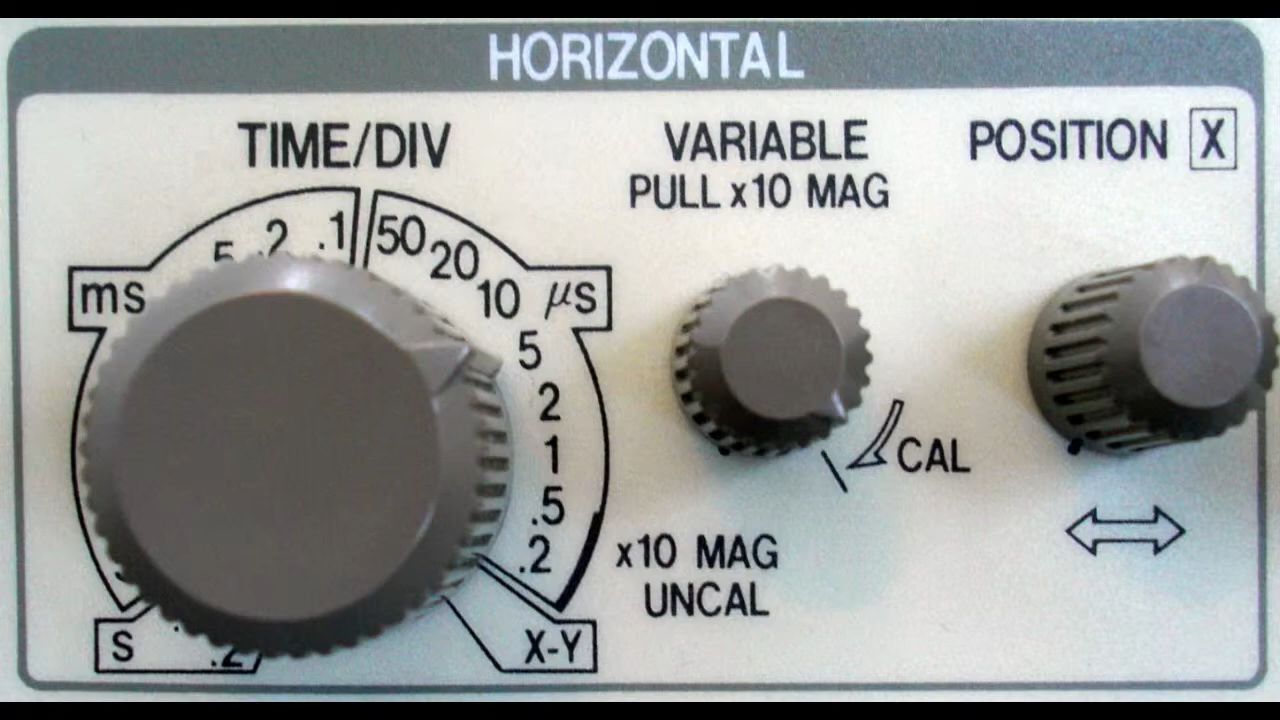 HORIZONTAL
TIME/DIV
VARIABLE
PULL x10 MAG
POSITION X
.2 .1 50 20 10 µs
ms
5
2
1
.5
.2
CAL
x10 MAG
UNCAL
S
.2
X-Y